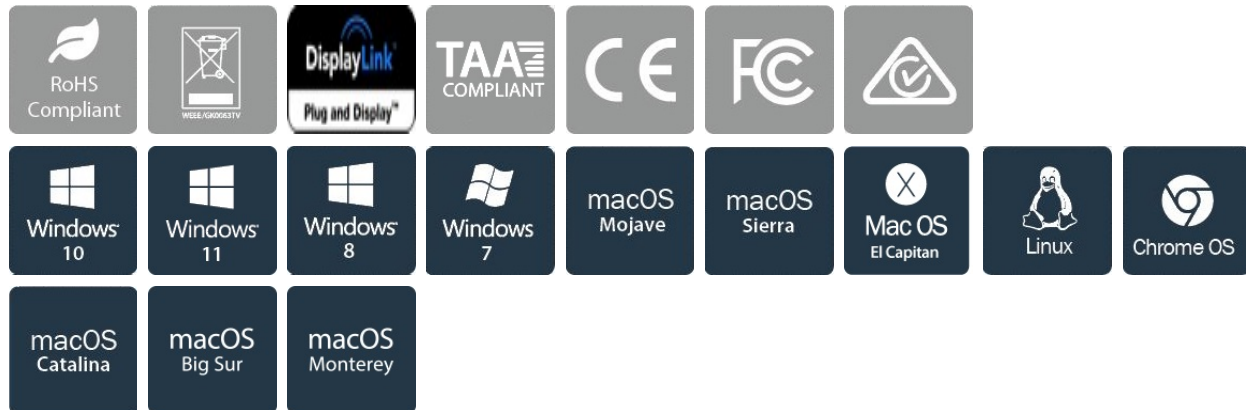 RoHS
Compliant
WEEE/GK0063TV
DisplayLink®
Plug and Display™
TAA
COMPLIANT
CE
FC
Windows
10
Windows
11
Windows
8
Windows
7
macOS
Mojave
macOS
Sierra
X
Mac OS
El Capitan
Linux
Chrome OS
macOS
Catalina
macOS
Big Sur
macOS
Monterey